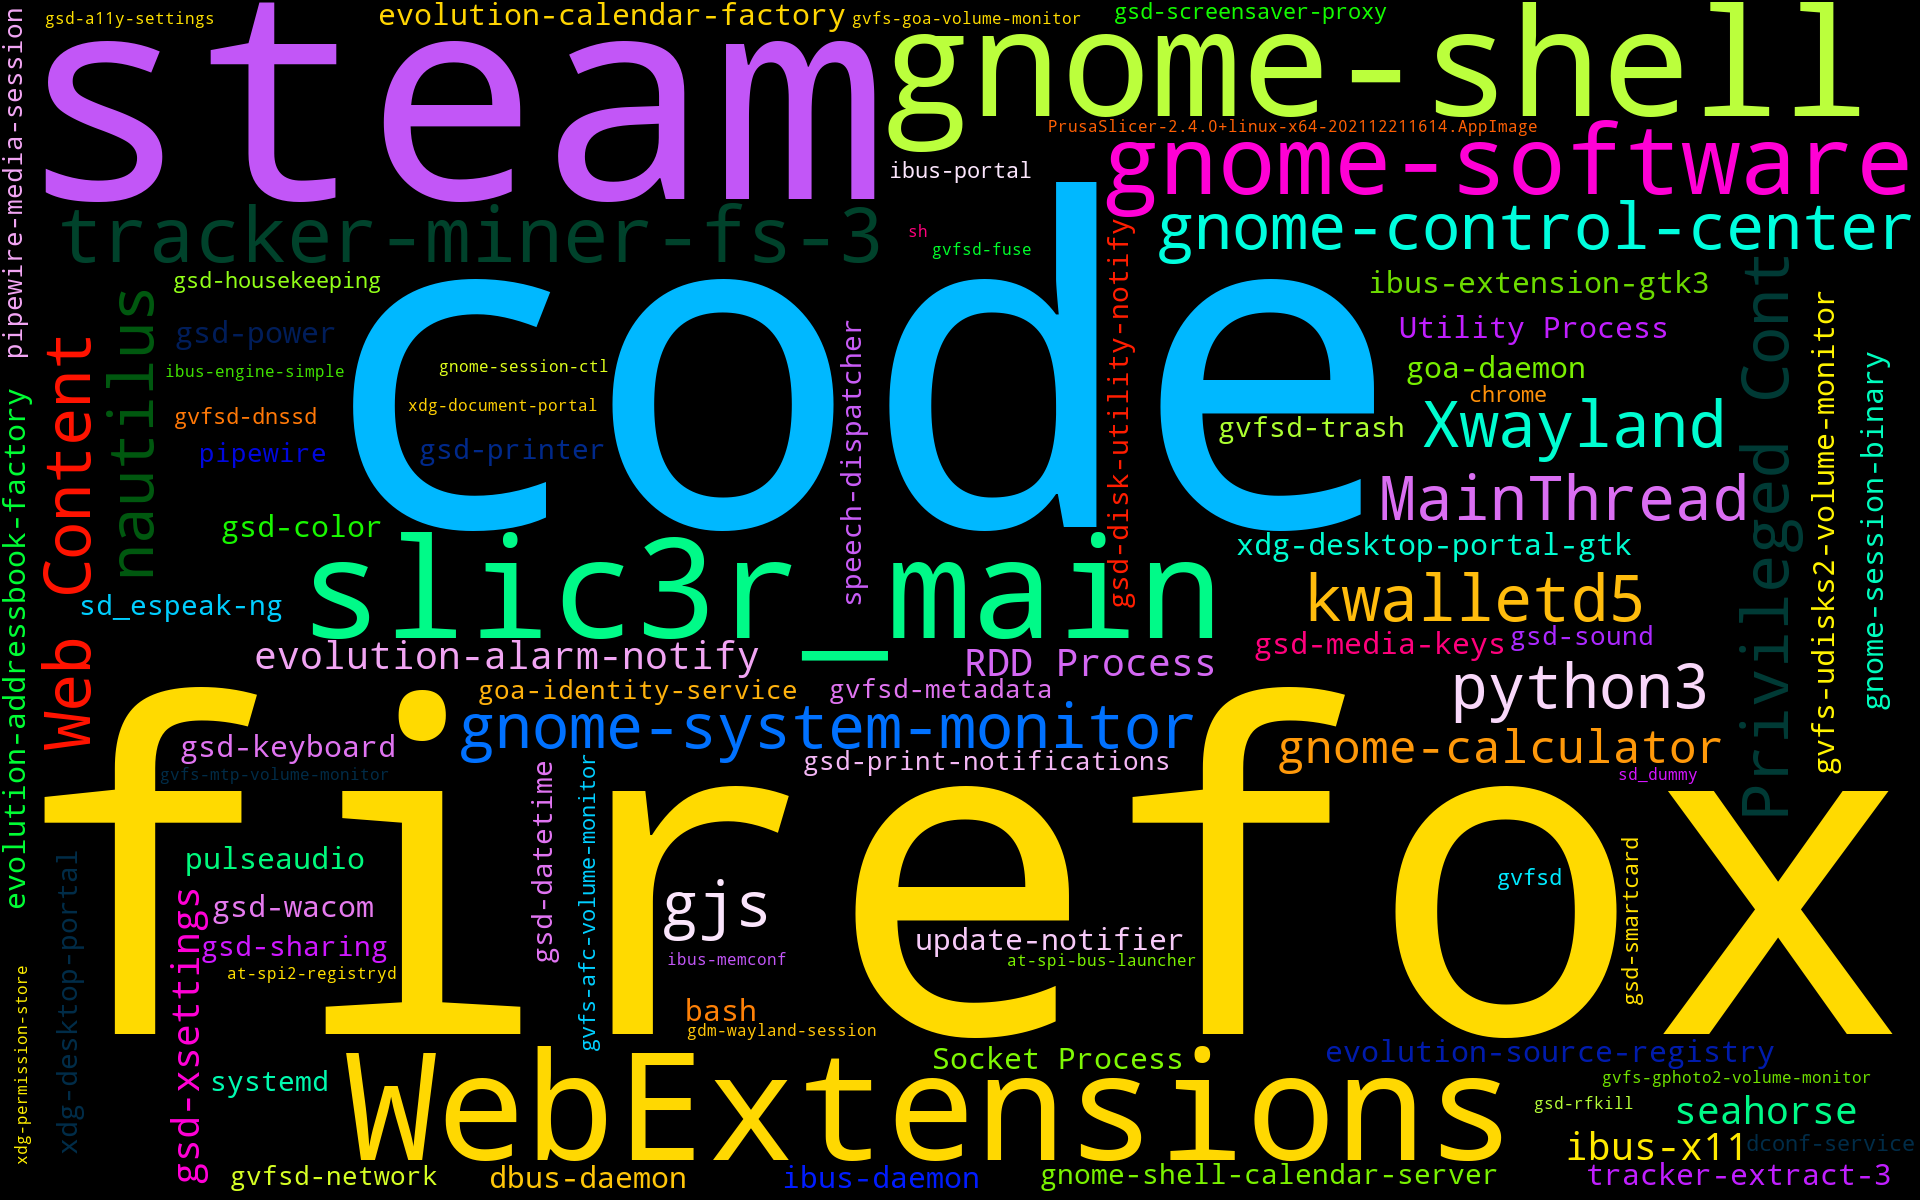 gsd-a11y-settings
evolution-calendar-factory
gvfs-goa-volume-monitor
gsd-screensaver-proxy
pipewire-media-session
steam
gnome-shell
PrusaSlicer-2.4.0+linux-x64-202112211614.AppImage
gnome-software
ibus-portal
tracker-miner-fs-3
sh
gvfsd-fuse
gnome-control-center
gsd-disk-utility-notify
gsd-housekeeping
ibus-extension-gtk3
code
nautilus
gsd-power
Utility Process
Privileged Cont
gvfs-udisks2-volume-monitor
ibus-engine-simple
gnome-session-ctl
speech-dispatcher
goa-daemon
gnome-session-binary
chrome
xdg-document-portal
gvfsd-dnssd
gvfsd-trash
Xwayland
Web Content
evolution-addressbook-factory
pipewire
gsd-printer
MainThread
gsd-color
xdg-desktop-portal-gtk
slic3r_main
sd_espeak-ng
kwalletd5
gsd-media-keys
gsd-sound
evolution-alarm-notify
RDD Process
goa-identity-service
gvfsd-metadata
python3
gnome-system-monitor
gsd-keyboard
gnome-calculator
gsd-print-notifications
gvfs-mtp-volume-monitor
sd_dummy
firefox
gsd-datetime
gvfs-afc-volume-monitor
pulseaudio
gvfsd
gsd-smartcard
xdg-desktop-portal
gsd-xsettings
gsd-wacom
gjs
gsd-sharing
update-notifier
ibus-memconf
at-spi-bus-launcher
at-spi2-registryd
xdg-permission-store
bash
gdm-wayland-session
WebExtensions
Socket Process
evolution-source-registry
systemd
gvfs-gphoto2-volume-monitor
gsd-rfkill
seahorse
ibus-x11
dconf-service
gvfsd-network
dbus-daemon
ibus-daemon
gnome-shell-calendar-server
tracker-extract-3